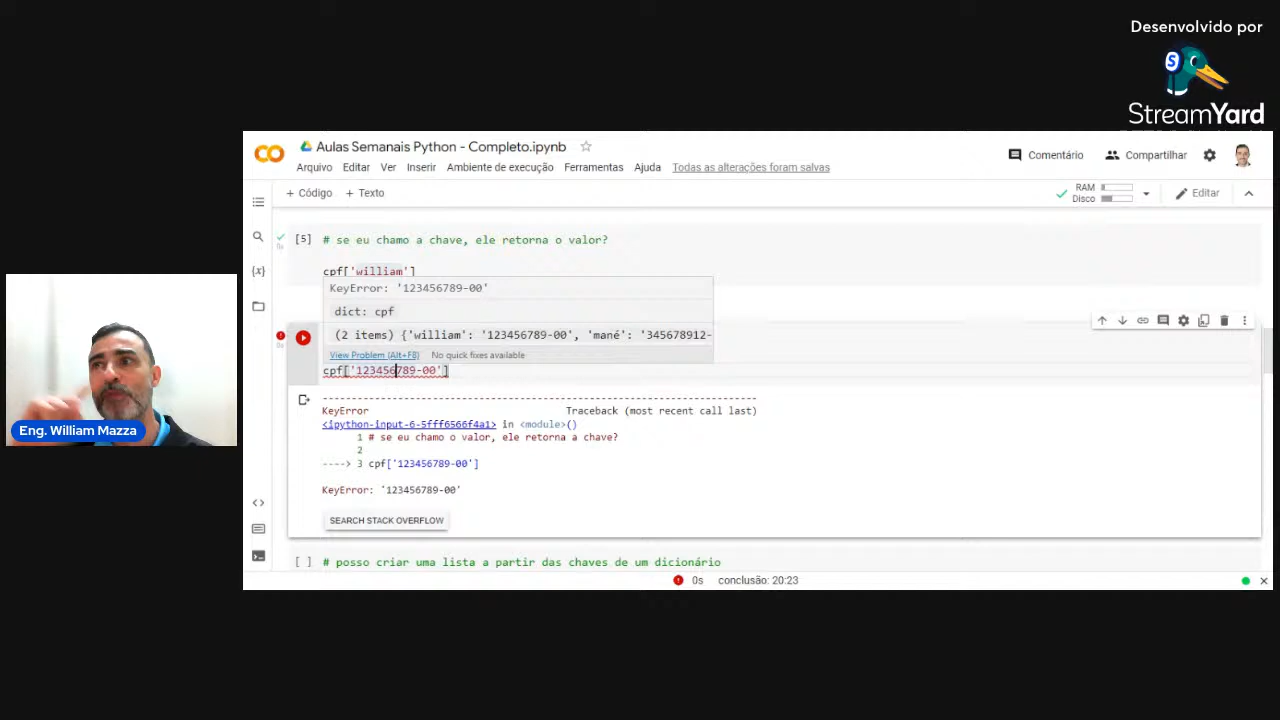 Desenvolvido por
S
StreamYard
Aulas Semanais Python - Completo.ipynb
Comentário
Compartilhar
Arquivo Editar Ver Inserir Ambiente de execução Ferramentas Ajuda Todas as alterações foram salvas
+ Código + Texto
RAM
Disco
Editar
[5] # se eu chamo a chave, ele retorna o valor?
0s
cpf['william']
KeyError: '123456789-00'
dict: cpf
(2 items) {'william': '123456789-00', 'mané': '345678912-
View Problem (Alt+F8) No quick fixes available
0s
cpf['123456789-00']
---------------------------------------------------------------------------
KeyError Traceback (most recent call last)
<ipython-input-6-5fff6566f4a1> in <module>()
1 # se eu chamo o valor, ele retorna a chave?
2
----> 3 cpf['123456789-00']
KeyError: '123456789-00'
SEARCH STACK OVERFLOW
[ ] # posso criar uma lista a partir das chaves de um dicionário
0s conclusão: 20:23
Eng. William Mazza